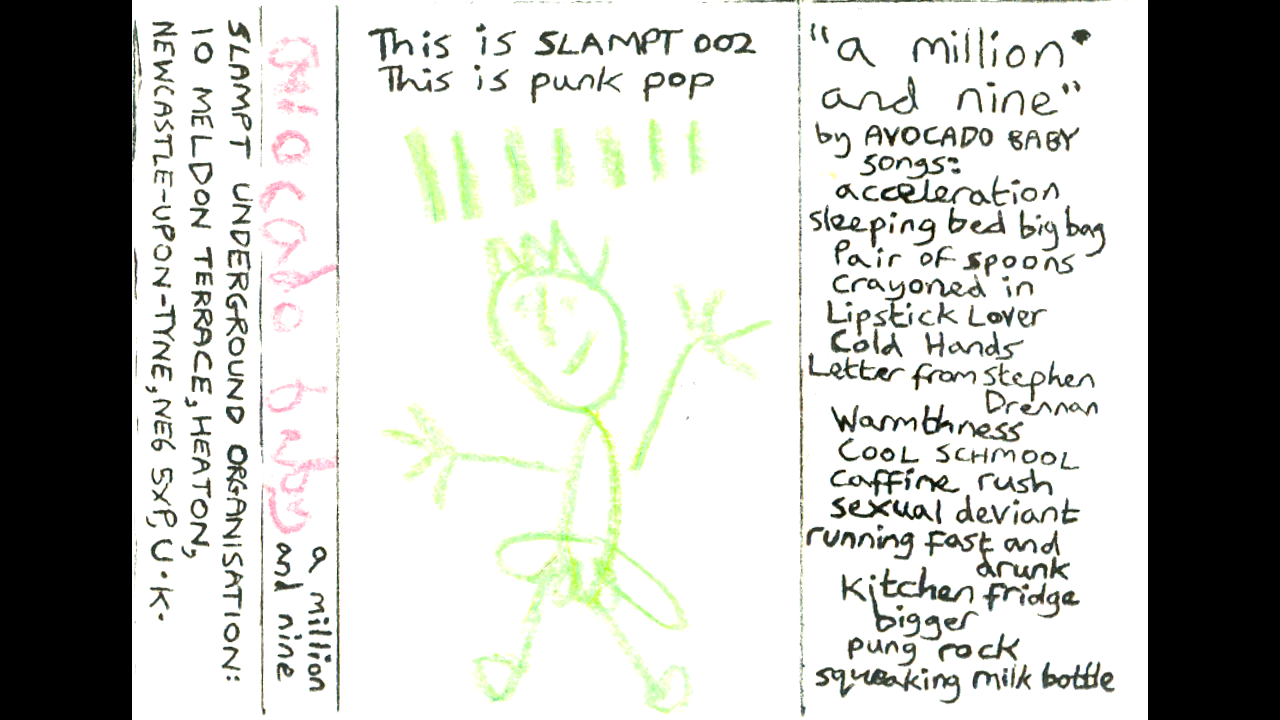 SLAMPT UNDERGROUND ORGANISATION:
10 MELDON TERRACE, HEATON,
NEWCASTLE-UPON-TYNE, NE6 5XP, U.K.
avocado baby
a million
and nine
This is SLAMPT 002
This is punk pop
"a million
and nine"
by AVOCADO BABY
songs:
acceleration
sleeping bed big bag
Pair of spoons
Crayoned in
Lipstick Lover
Cold Hands
Letter from Stephen
Drennan
Warmthness
COOL SCHMOOL
caffine rush
sexual deviant
running fast and
drunk
Kitchen fridge
bigger
pung rock
squeaking milk bottle